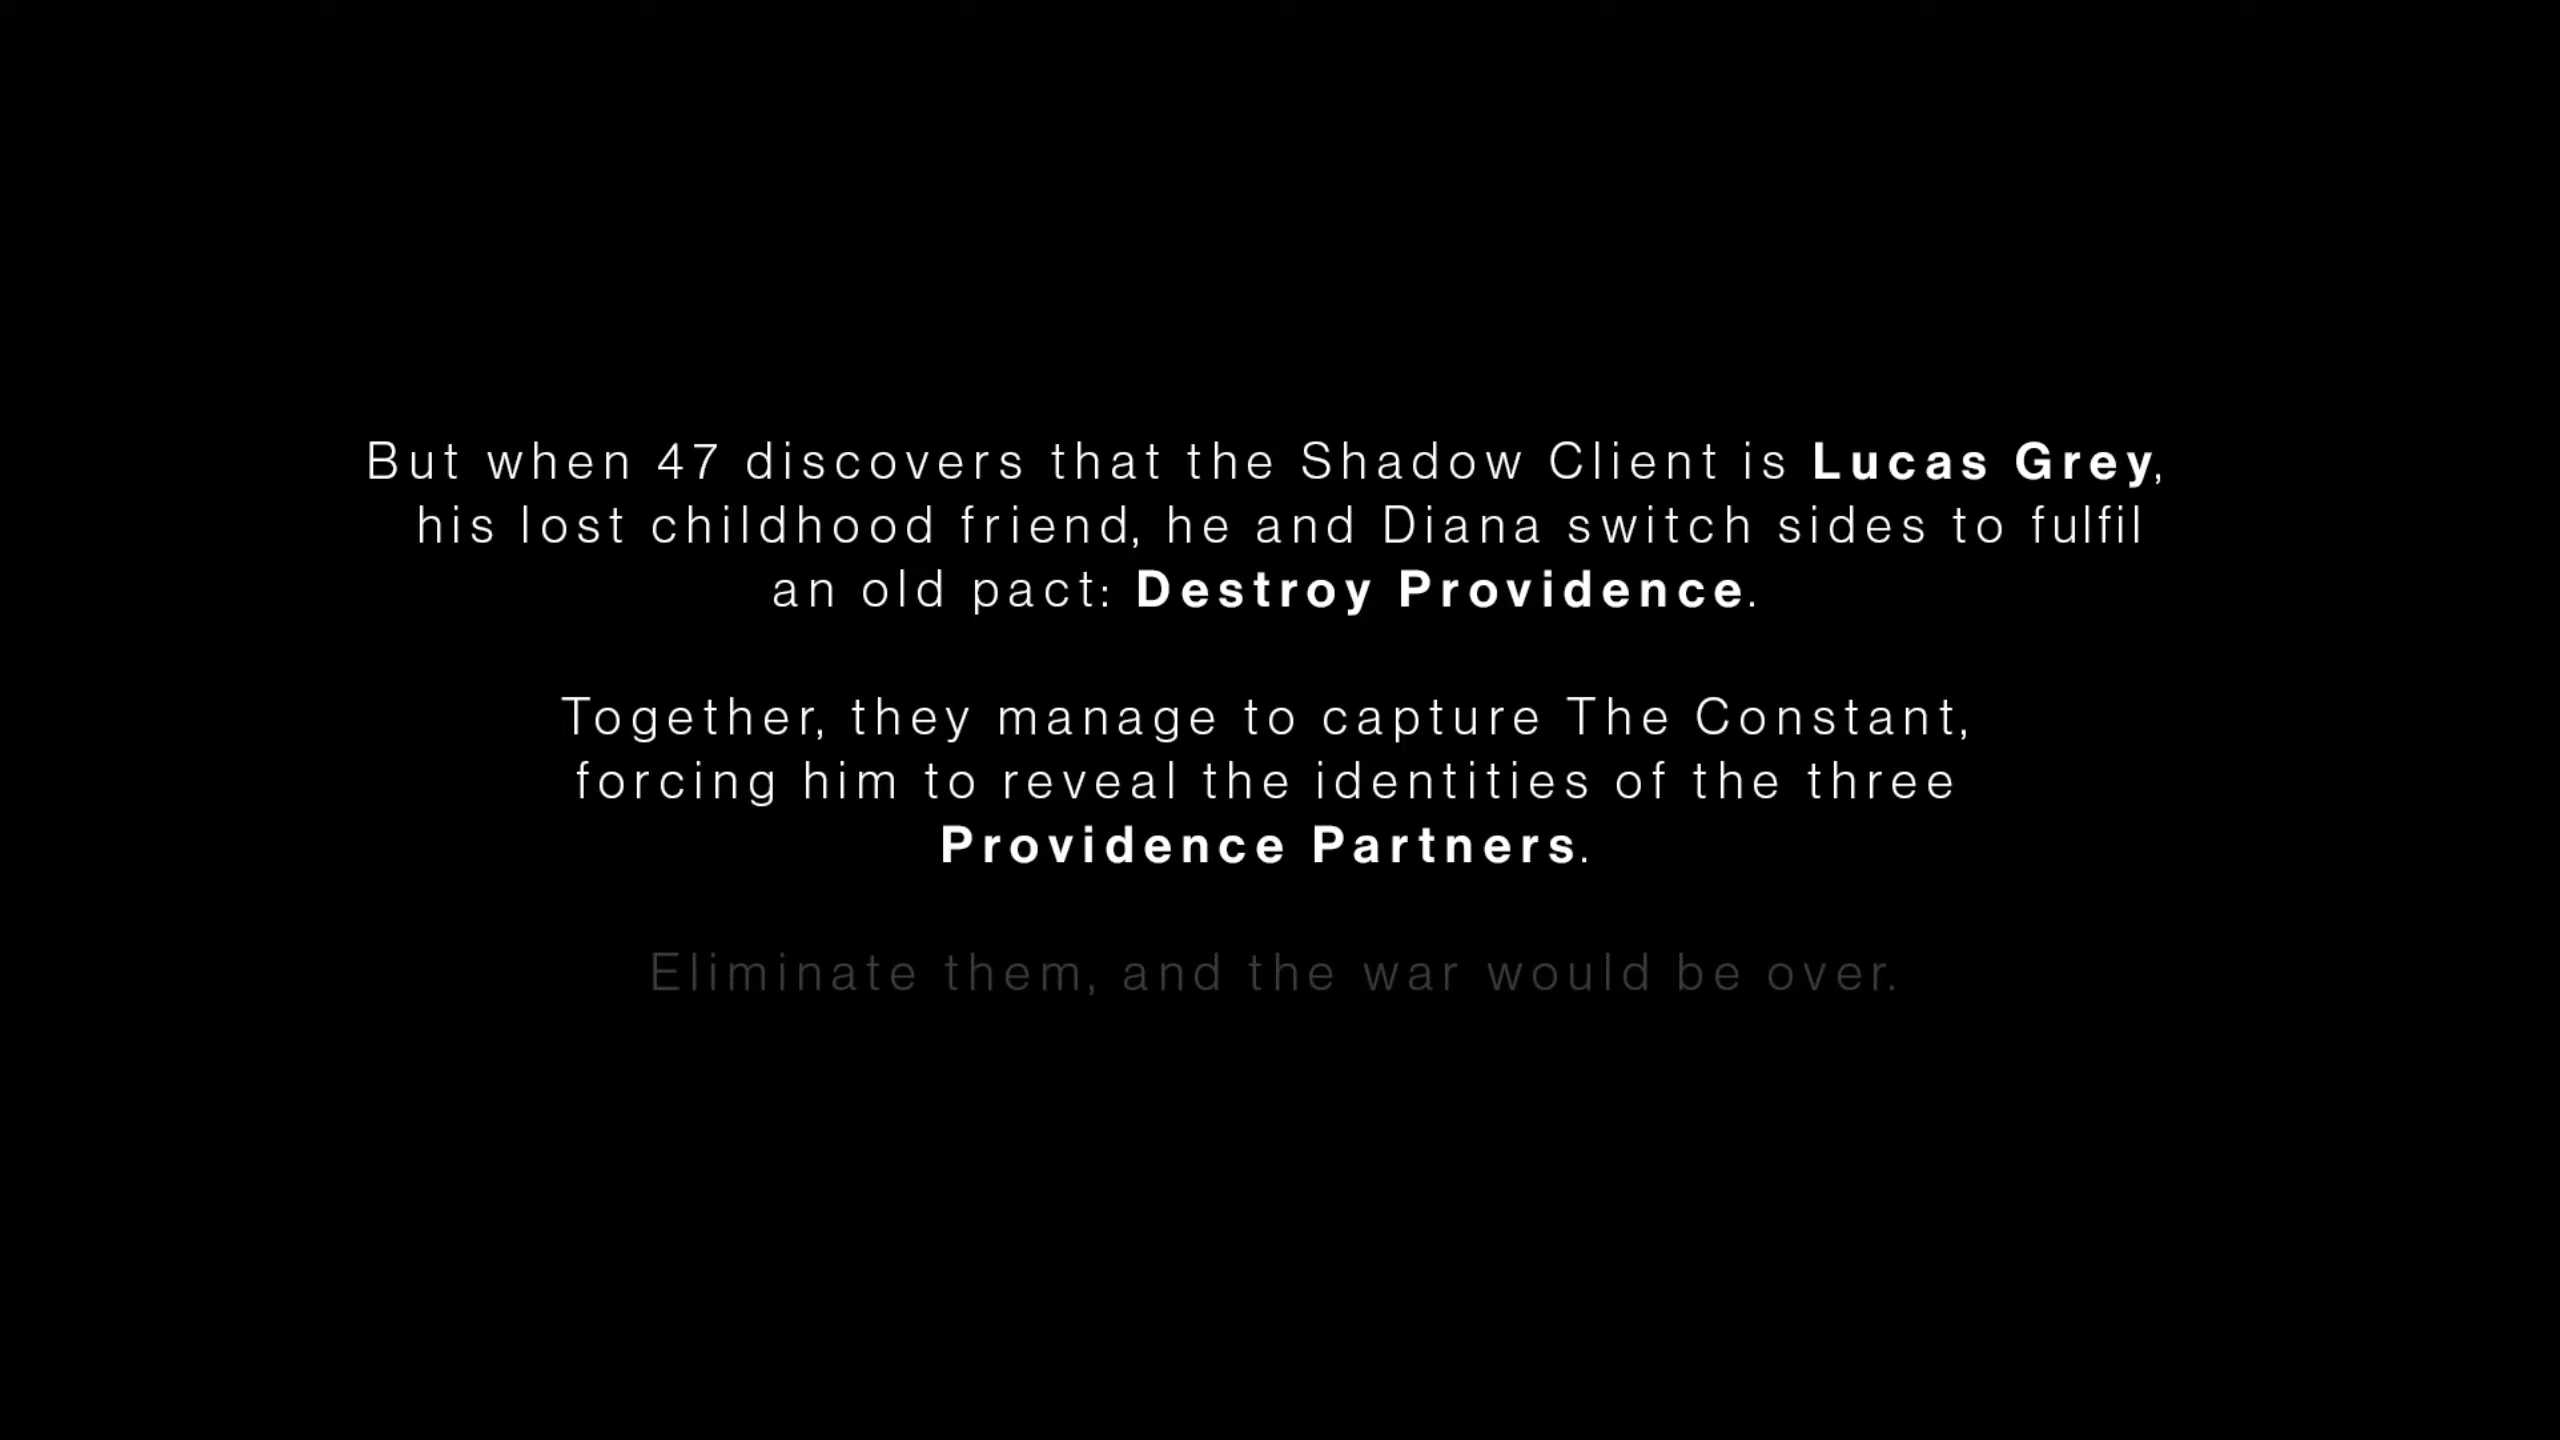 But when 47 discovers that the Shadow Client is Lucas Grey,
his lost childhood friend, he and Diana switch sides to fulfil
an old pact: Destroy Providence.
Together, they manage to capture The Constant,
forcing him to reveal the identities of the three
Providence Partners.
Eliminate them, and the war would be over.